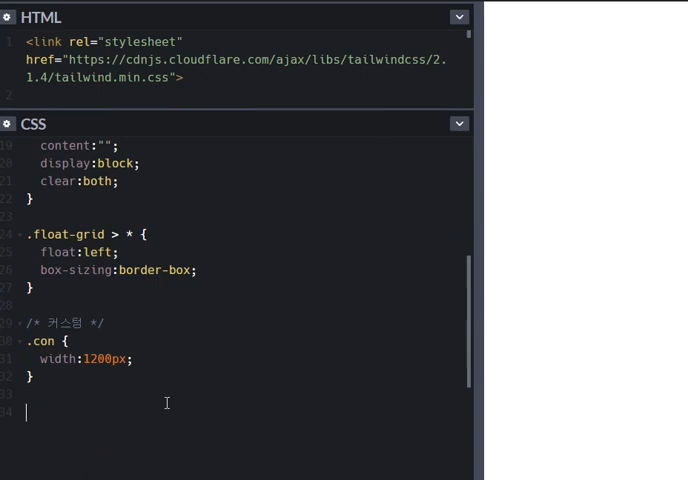 HTML
1 <link rel="stylesheet"
href="https://cdnjs.cloudflare.com/ajax/libs/tailwindcss/2.
1.4/tailwind.min.css">
2
CSS
19 content:"";
20 display:block;
21 clear:both;
22 }
23
24 .float-grid > * {
25 float:left;
26 box-sizing:border-box;
27 }
28
29 /* 커스텀 */
30 .con {
31 width:1200px;
32 }
33
34